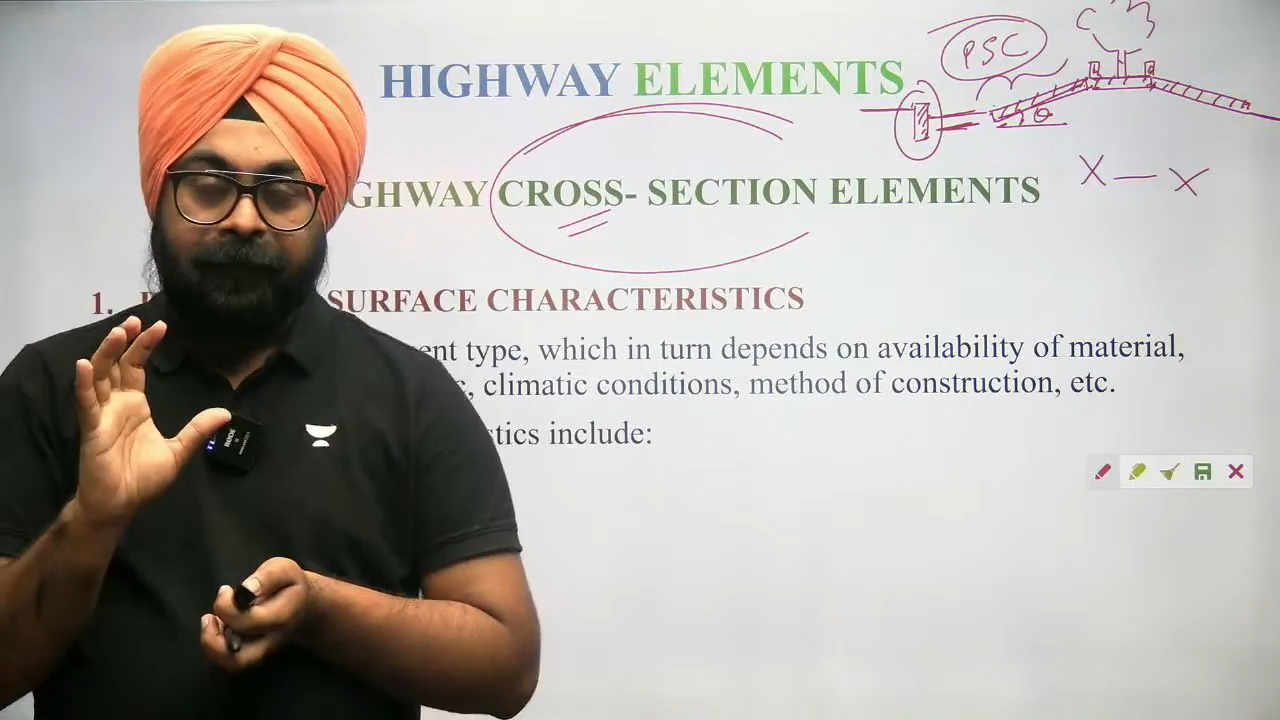 HIGHWAY ELEMENTS
PSC
θ
GHWAY CROSS- SECTION ELEMENTS
X — X
1. SURFACE CHARACTERISTICS
ent type, which in turn depends on availability of material,
climatic conditions, method of construction, etc.
stics include:
RODE